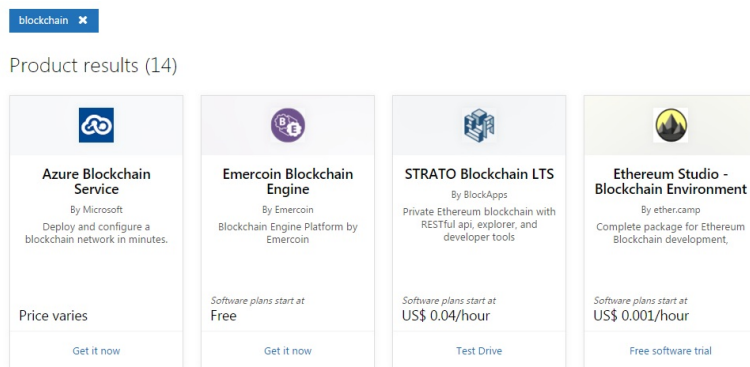 blockchain ✖
Product results (14)
Azure Blockchain
Service
By Microsoft
Deploy and configure a
blockchain network in minutes.
Price varies
Get it now
B
E
Emercoin Blockchain
Engine
By Emercoin
Blockchain Engine Platform by
Emercoin
Software plans start at
Free
Get it now
STRATO Blockchain LTS
By BlockApps
Private Ethereum blockchain with
RESTful api, explorer, and
developer tools
Software plans start at
US$ 0.04/hour
Test Drive
Ethereum Studio -
Blockchain Environment
By ether.camp
Complete package for Ethereum
Blockchain development,
Software plans start at
US$ 0.001/hour
Free software trial